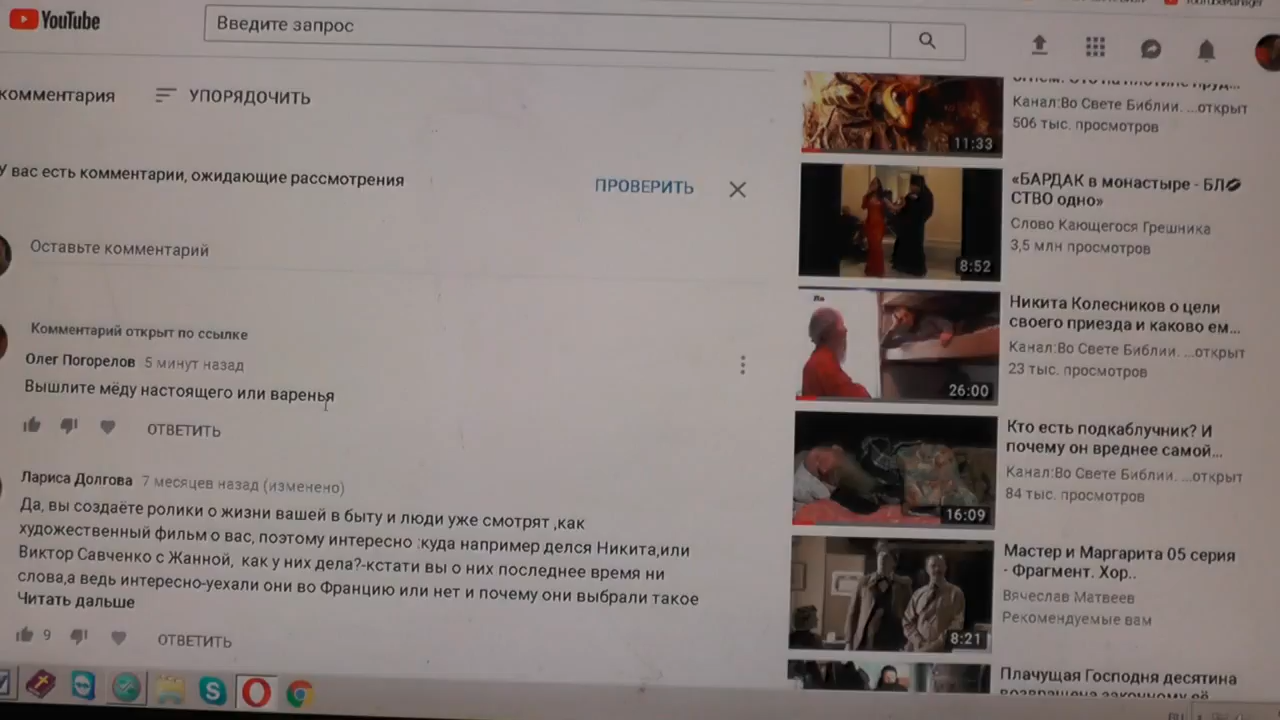 YouTube
Введите запрос
комментария
УПОРЯДОЧИТЬ
У вас есть комментарии, ожидающие рассмотрения
ПРОВЕРИТЬ
Оставьте комментарий
Комментарий открыт по ссылке
Олег Погорелов 5 минут назад
Вышлите мёду настоящего или варенья
ОТВЕТИТЬ
Лариса Долгова 7 месяцев назад (изменено)
Да, вы создаёте ролики о жизни вашей в быту и люди уже смотрят ,как
художественный фильм о вас, поэтому интересно :куда например делся Никита,или
Виктор Савченко с Жанной, как у них дела?-кстати вы о них последнее время ни
слова,а ведь интересно-уехали они во Францию или нет и почему они выбрали такое
Читать дальше
9
ОТВЕТИТЬ
Канал:Во Свете Библии. ...открыт
506 тыс. просмотров
11:33
«БАРДАК в монастыре - БЛ💋
СТВО одно»
Слово Кающегося Грешника
3,5 млн просмотров
8:52
Никита Колесников о цели
своего приезда и каково ем...
Канал:Во Свете Библии. ...открыт
23 тыс. просмотров
26:00
Кто есть подкаблучник? И
почему он вреднее самой...
Канал:Во Свете Библии. ...открыт
84 тыс. просмотров
16:09
Мастер и Маргарита 05 серия
- Фрагмент. Хор..
Вячеслав Матвеев
Рекомендуемые вам
8:21
Плачущая Господня десятина